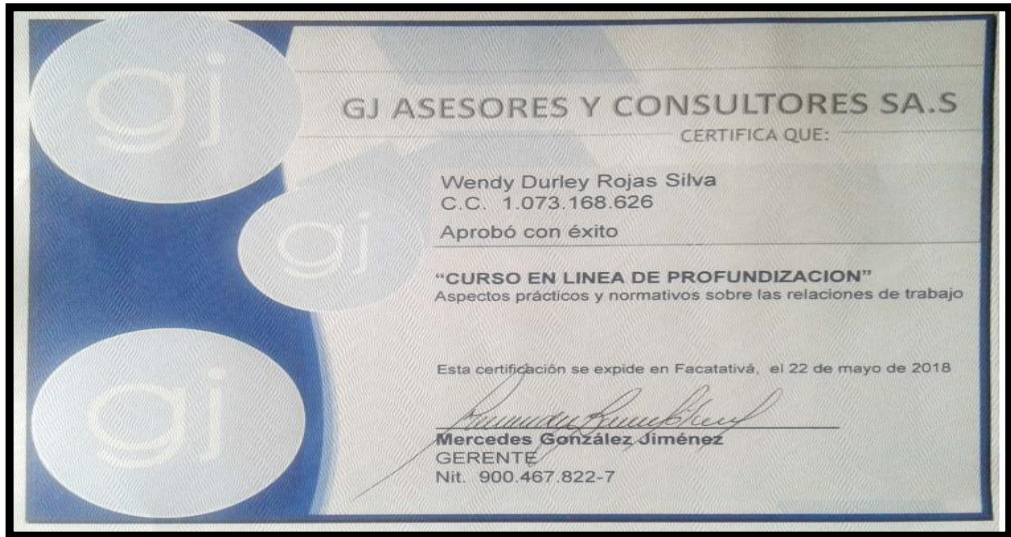 gj
GJ ASESORES Y CONSULTORES SA.S
CERTIFICA QUE:
Wendy Durley Rojas Silva
C.C. 1.073.168.626
gj
Aprobó con éxito
"CURSO EN LINEA DE PROFUNDIZACION"
Aspectos prácticos y normativos sobre las relaciones de trabajo
gj
Esta certificación se expide en Facatativá, el 22 de mayo de 2018
Mercedes González Jiménez
GERENTE
Nit. 900.467.822-7